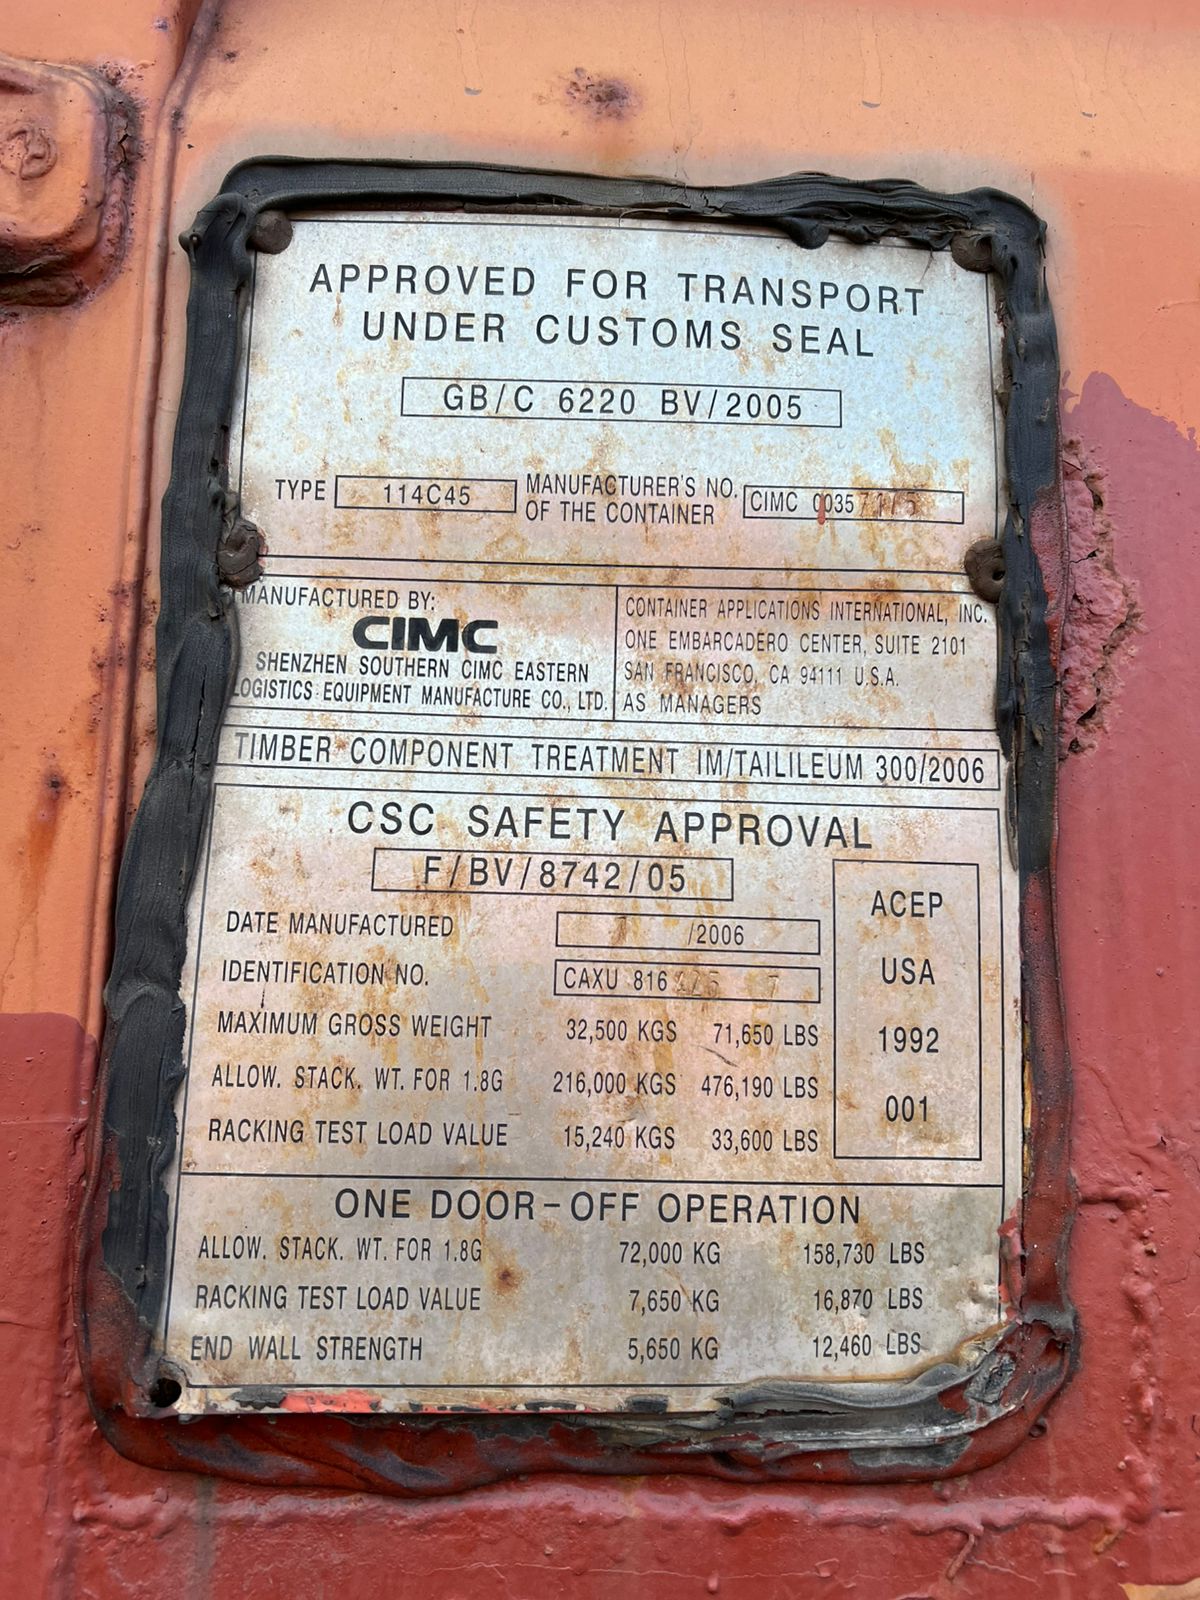 APPROVED FOR TRANSPORT
UNDER CUSTOMS SEAL
GB/C 6220 BV/2005
TYPE 114C45 MANUFACTURER'S NO.
OF THE CONTAINER CIMC
MANUFACTURED BY:
CIMC
SHENZHEN SOUTHERN CIMC EASTERN
LOGISTICS EQUIPMENT MANUFACTURE CO., LTD.
CONTAINER APPLICATIONS INTERNATIONAL, INC.
ONE EMBARCADERO CENTER, SUITE 2101
SAN FRANCISCO, CA 94111 U.S.A.
AS MANAGERS
TIMBER COMPONENT TREATMENT IM/TAILILEUM 300/2006
CSC SAFETY APPROVAL
F/BV/8742/05
DATE MANUFACTURED /2006
IDENTIFICATION NO. CAXU 816
MAXIMUM GROSS WEIGHT 32,500 KGS 71,650 LBS
ALLOW. STACK. WT. FOR 1.8G 216,000 KGS 476,190 LBS
RACKING TEST LOAD VALUE 15,240 KGS 33,600 LBS
ACEP
USA
1992
001
ONE DOOR-OFF OPERATION
ALLOW. STACK. WT. FOR 1.8G 72,000 KG 158,730 LBS
RACKING TEST LOAD VALUE 7,650 KG 16,870 LBS
END WALL STRENGTH 5,650 KG 12,460 LBS